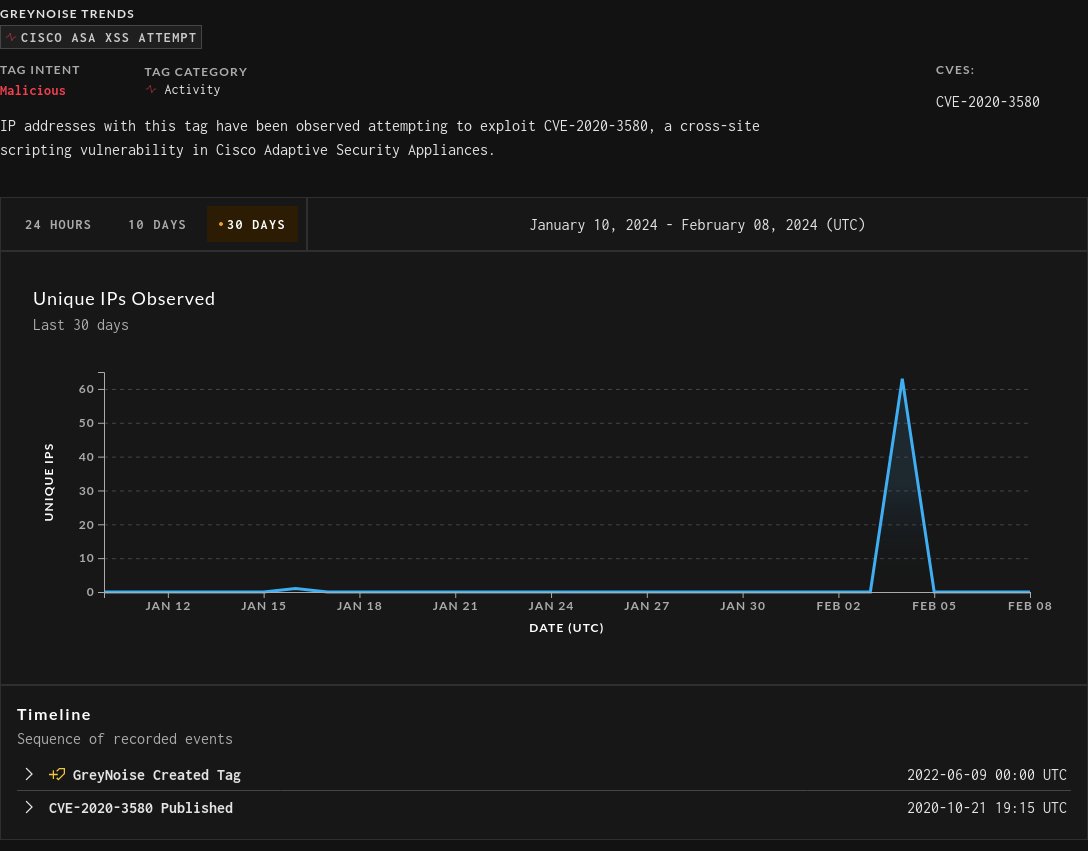 GREYNOISE TRENDS
CISCO ASA XSS ATTEMPT
TAG INTENT
Malicious
TAG CATEGORY
Activity
CVES:
CVE-2020-3580
IP addresses with this tag have been observed attempting to exploit CVE-2020-3580, a cross-site
scripting vulnerability in Cisco Adaptive Security Appliances.
24 HOURS 10 DAYS •30 DAYS January 10, 2024 - February 08, 2024 (UTC)
Unique IPs Observed
Last 30 days
UNIQUE IPS
60
50
40
30
20
10
0
JAN 12 JAN 15 JAN 18 JAN 21 JAN 24 JAN 27 JAN 30 FEB 02 FEB 05 FEB 08
DATE (UTC)
Timeline
Sequence of recorded events
GreyNoise Created Tag 2022-06-09 00:00 UTC
CVE-2020-3580 Published 2020-10-21 19:15 UTC